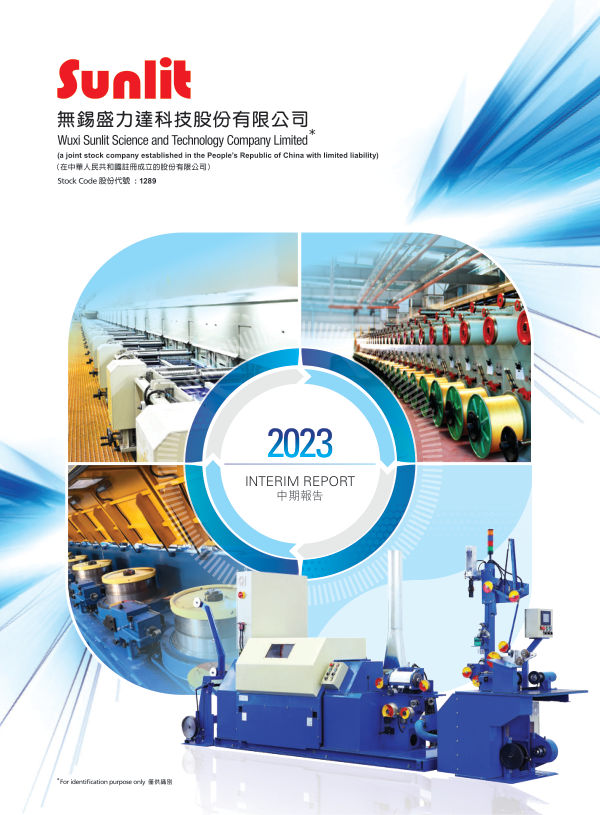 Sunlit
無錫盛力達科技股份有限公司
Wuxi Sunlit Science and Technology Company Limited*
(a joint stock company established in the People's Republic of China with limited liability)
（在中華人民共和國註冊成立的股份有限公司）
Stock Code 股份代號 : 1289
2023
INTERIM REPORT
中期報告
*For identification purpose only 僅供識別